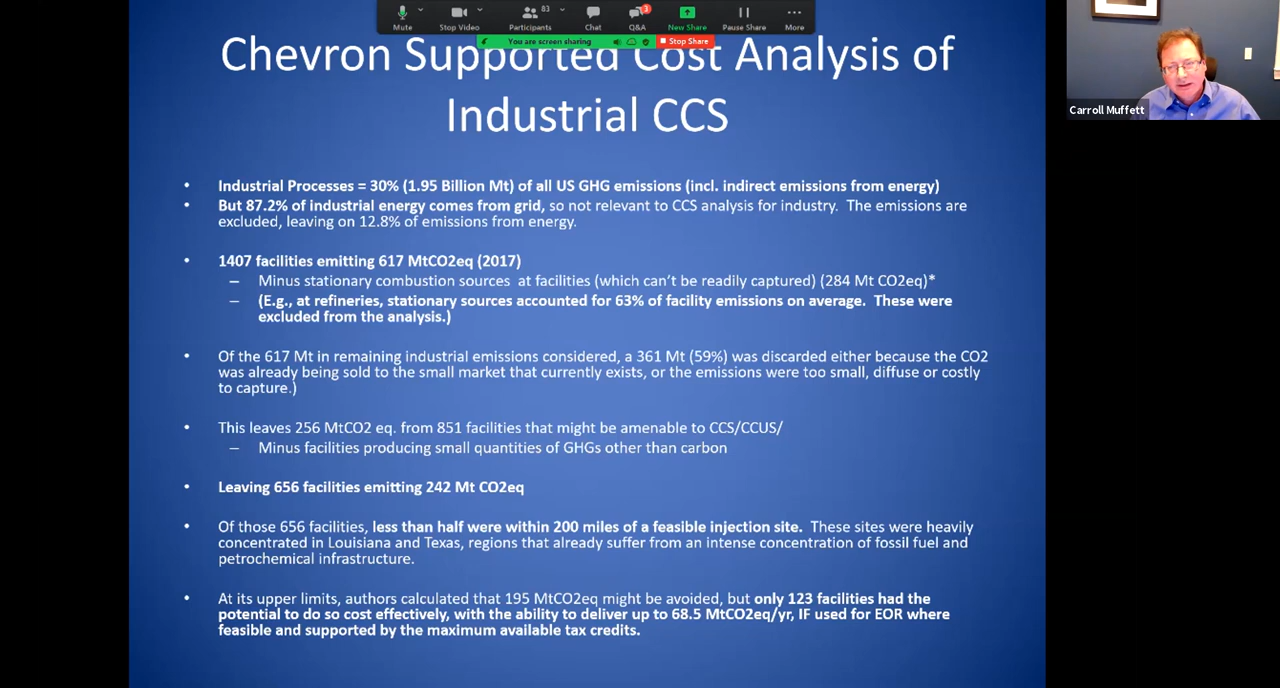 Mute
Stop Video
Participants
83
Chat
Q&A
3
New Share
Pause Share
More
You are screen sharing
Stop Share
Carroll Muffett
Chevron Supported Cost Analysis of
Industrial CCS
• Industrial Processes = 30% (1.95 Billion Mt) of all US GHG emissions (incl. indirect emissions from energy)
• But 87.2% of industrial energy comes from grid, so not relevant to CCS analysis for industry. The emissions are
excluded, leaving on 12.8% of emissions from energy.
• 1407 facilities emitting 617 MtCO2eq (2017)
– Minus stationary combustion sources at facilities (which can't be readily captured) (284 Mt CO2eq)*
– (E.g., at refineries, stationary sources accounted for 63% of facility emissions on average. These were
excluded from the analysis.)
• Of the 617 Mt in remaining industrial emissions considered, a 361 Mt (59%) was discarded either because the CO2
was already being sold to the small market that currently exists, or the emissions were too small, diffuse or costly
to capture.)
• This leaves 256 MtCO2 eq. from 851 facilities that might be amenable to CCS/CCUS/
– Minus facilities producing small quantities of GHGs other than carbon
• Leaving 656 facilities emitting 242 Mt CO2eq
• Of those 656 facilities, less than half were within 200 miles of a feasible injection site. These sites were heavily
concentrated in Louisiana and Texas, regions that already suffer from an intense concentration of fossil fuel and
petrochemical infrastructure.
• At its upper limits, authors calculated that 195 MtCO2eq might be avoided, but only 123 facilities had the
potential to do so cost effectively, with the ability to deliver up to 68.5 MtCO2eq/yr, IF used for EOR where
feasible and supported by the maximum available tax credits.